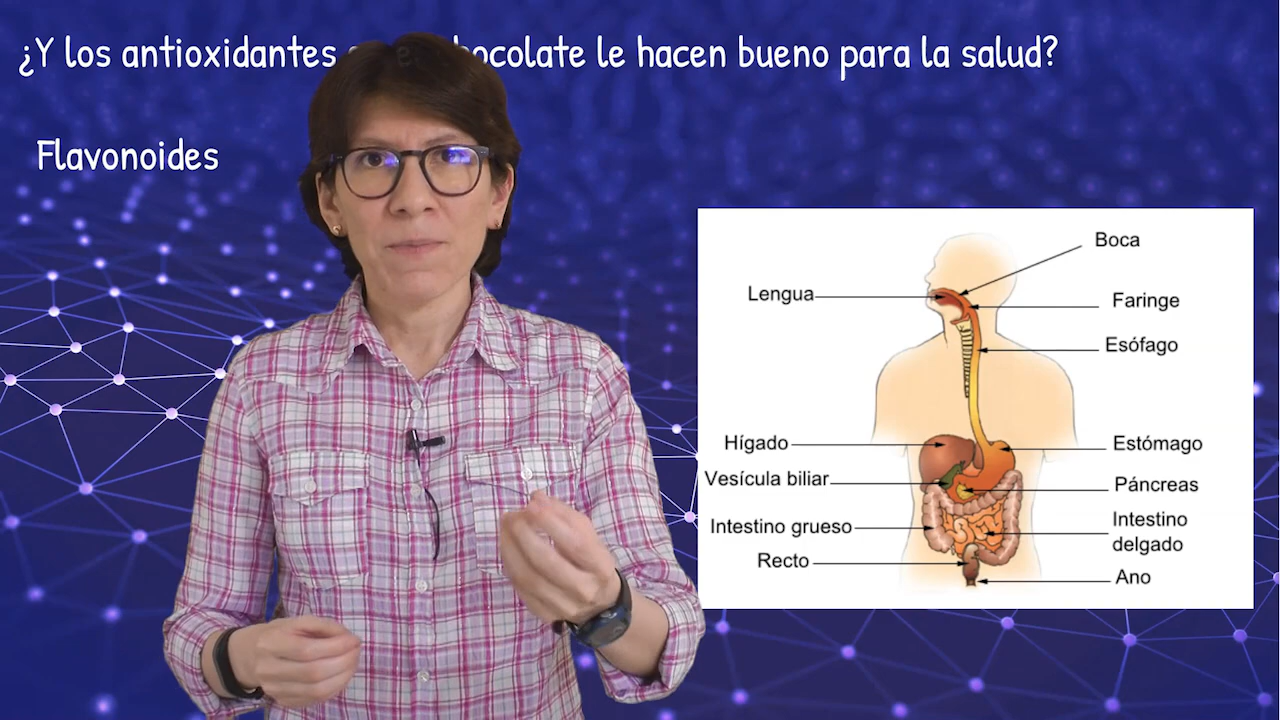 ¿Y los antioxidantes chocolate le hacen bueno para la salud?
Flavonoides
Boca
Lengua
Faringe
Esófago
Hígado
Estómago
Vesícula biliar
Páncreas
Intestino grueso
Intestino
delgado
Recto
Ano